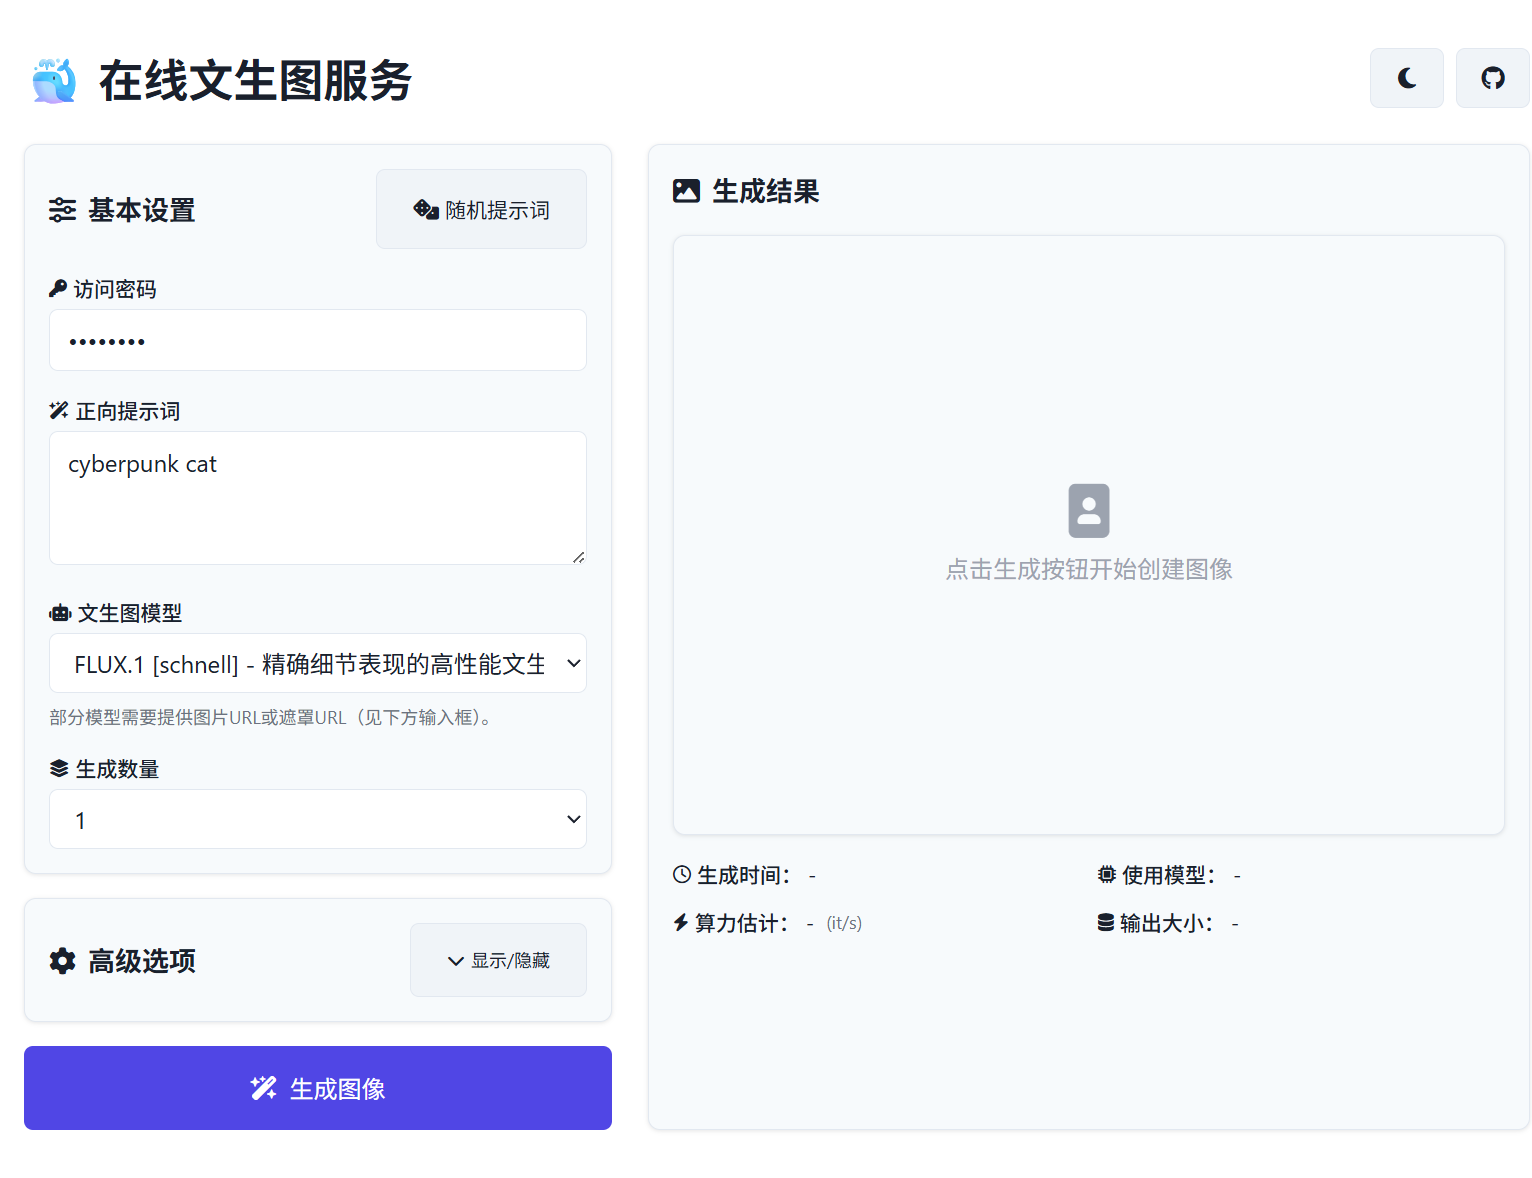 在线文生图服务
基本设置
随机提示词
访问密码
••••••••
正向提示词
cyberpunk cat
文生图模型
FLUX.1 [schnell] - 精确细节表现的高性能文生
部分模型需要提供图片URL或遮罩URL（见下方输入框）。
生成数量
1
高级选项
显示/隐藏
生成图像
生成结果
点击生成按钮开始创建图像
生成时间： -
使用模型： -
算力估计： - (it/s)
输出大小： -